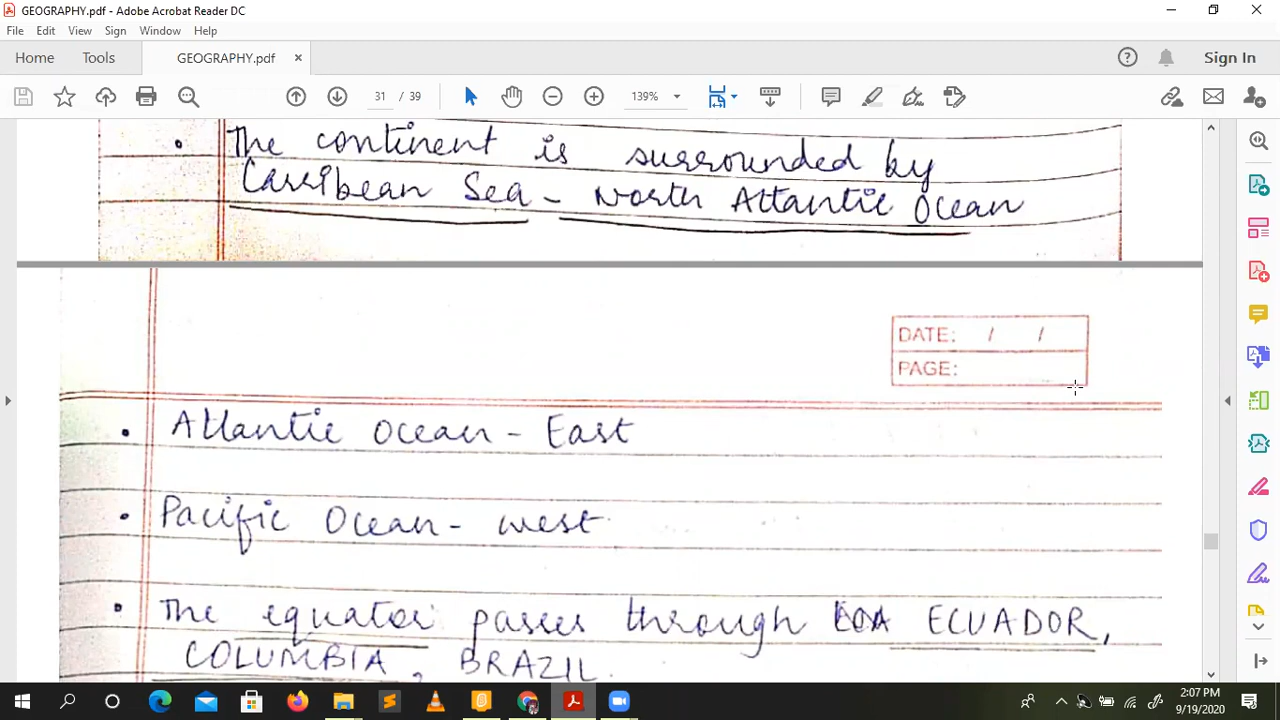 GEOGRAPHY.pdf - Adobe Acrobat Reader DC
File Edit View Sign Window Help
Home Tools GEOGRAPHY.pdf × Sign In
31 / 39 139%
• The continent is surrounded by
Carribean Sea - North Atlantic Ocean
DATE: / /
PAGE:
• Atlantic Ocean - East
• Pacific Ocean - west
• The equator passes through ECUADOR,
COLUMBIA, BRAZIL.
2:07 PM
9/19/2020